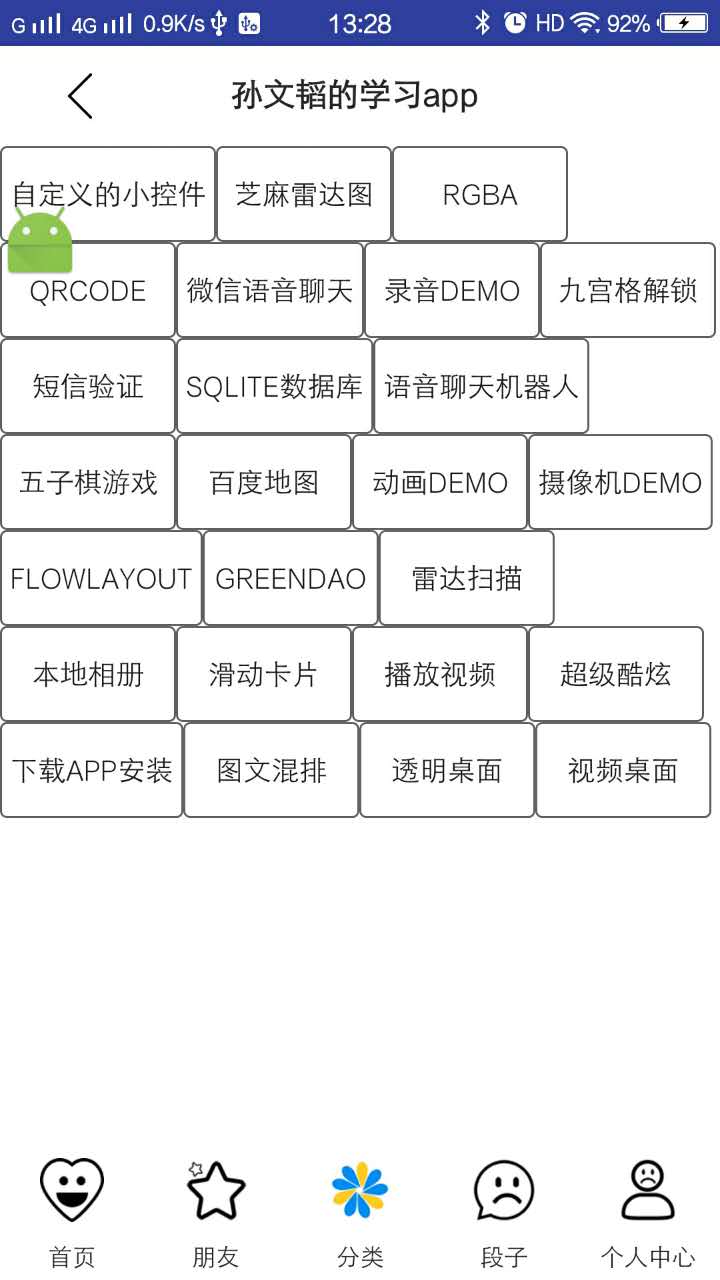 G 4G 0.9K/s 13:28 HD 92%
孙文韬的学习app
自定义的小控件 芝麻雷达图 RGBA
QRCODE 微信语音聊天 录音DEMO 九宫格解锁
短信验证 SQLITE数据库 语音聊天机器人
五子棋游戏 百度地图 动画DEMO 摄像机DEMO
FLOWLAYOUT GREENDAO 雷达扫描
本地相册 滑动卡片 播放视频 超级酷炫
下载APP安装 图文混排 透明桌面 视频桌面
首页 朋友 分类 段子 个人中心